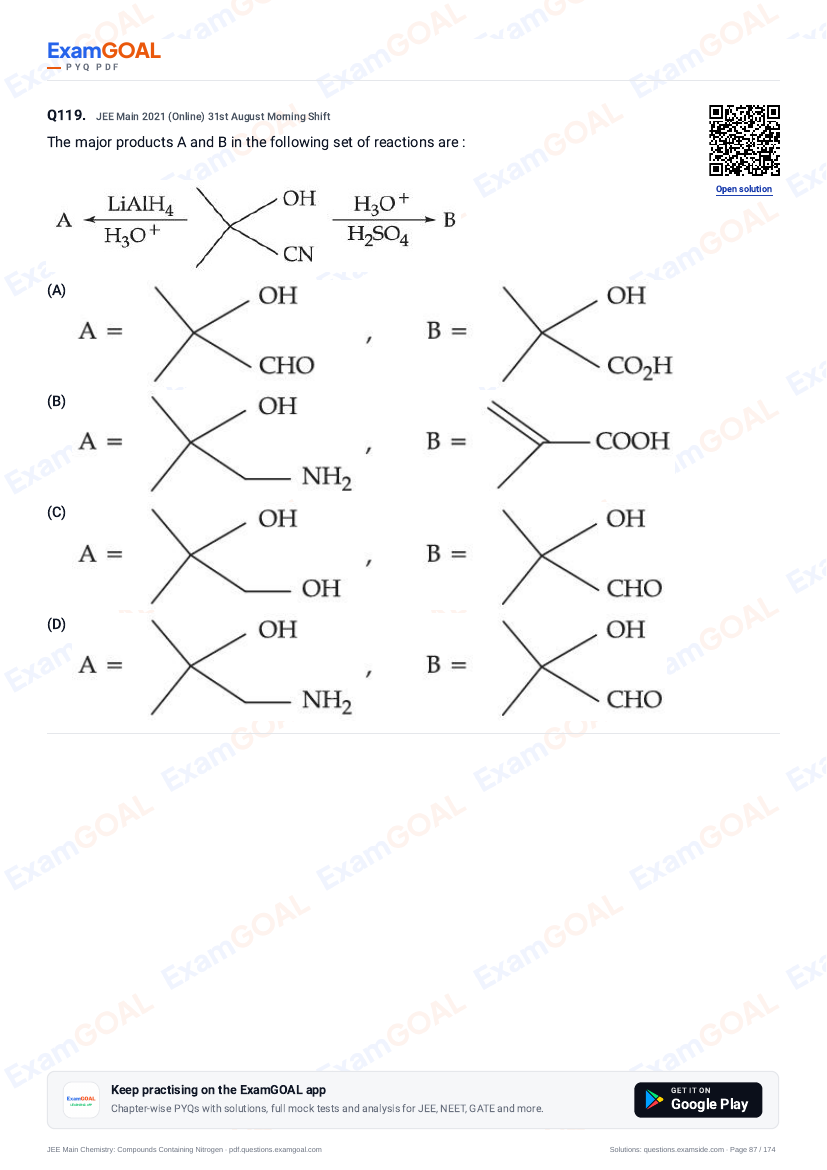 ExamGOAL
PYQ PDF
Q119. JEE Main 2021 (Online) 31st August Morning Shift
The major products A and B in the following set of reactions are :
Open solution
A LiAlH4 H3O+ OH CN H3O+ H2SO4 B
(A)
A = OH CHO , B = OH CO2H
(B)
A = OH NH2 , B = COOH
(C)
A = OH OH , B = OH CHO
(D)
A = OH NH2 , B = OH CHO
Keep practising on the ExamGOAL app
Chapter-wise PYQs with solutions, full mock tests and analysis for JEE, NEET, GATE and more.
GET IT ON
Google Play
JEE Main Chemistry: Compounds Containing Nitrogen · pdf.questions.examgoal.com
Solutions: questions.examside.com · Page 87 / 174